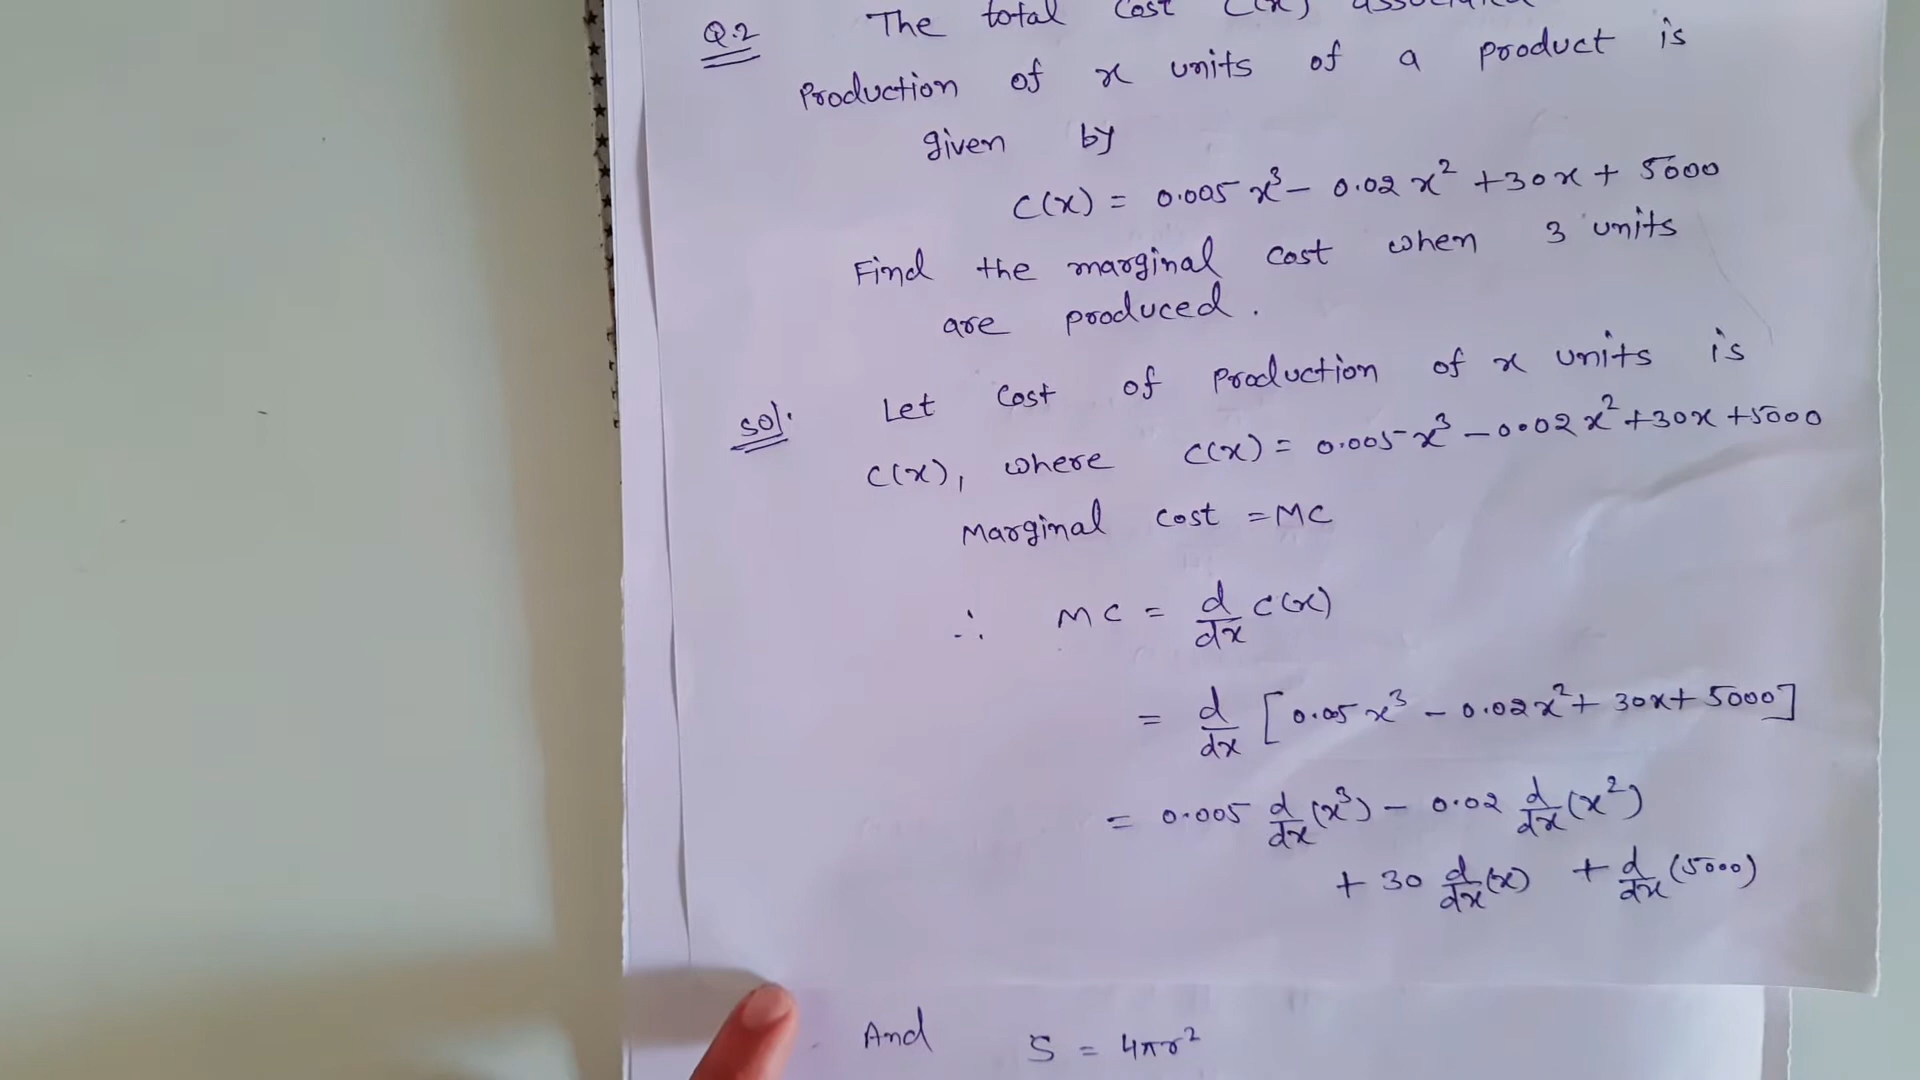 Q.2 The total cost C(x) associated
Production of x units of a product is
given by
C(x) = 0.005 x³ - 0.02 x² + 30x + 5000
Find the marginal cost when 3 units
are produced.
Sol. Let cost of production of x units is
C(x), where C(x) = 0.005 x³ - 0.02 x² + 30x + 5000
Marginal cost = MC
∴ MC = d/dx C(x)
= d/dx [0.005 x³ - 0.02x² + 30x + 5000]
= 0.005 d/dx (x³) - 0.02 d/dx (x²)
+ 30 d/dx (x) + d/dx (5000)
And S = 4πr²